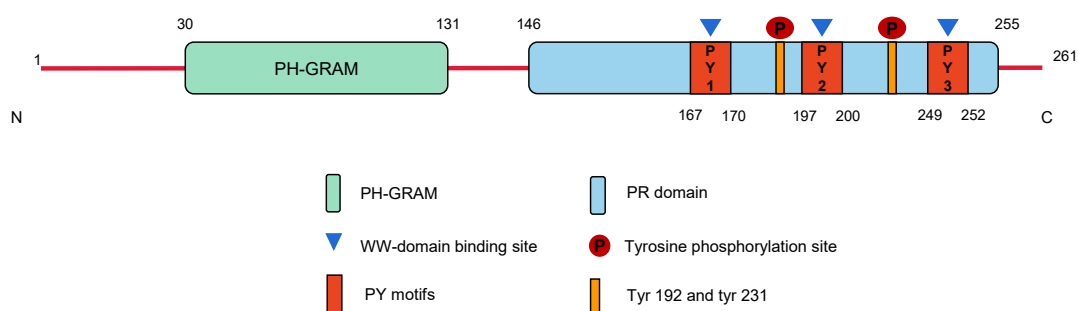 30 131 146 255
P P
1 PH-GRAM P Y 1 P Y 2 P Y 3 261
167 170 197 200 249 252
N C
PH-GRAM PR domain
WW-domain binding site P Tyrosine phosphorylation site
PY motifs Tyr 192 and tyr 231